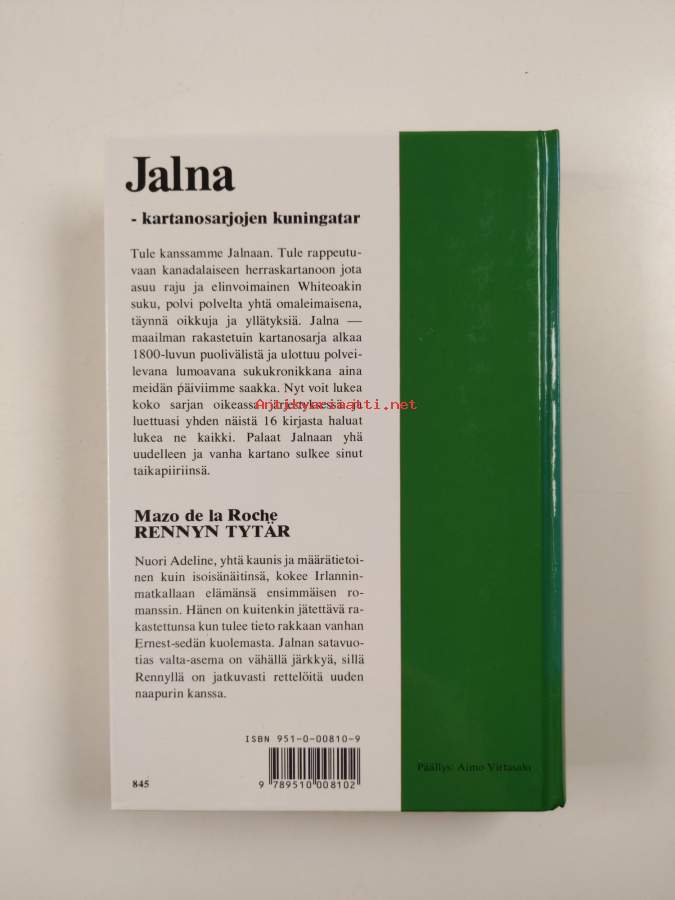 Jalna
- kartanosarjojen kuningatar
Tule kanssamme Jalnaan. Tule rappeutu-
vaan kanadalaiseen herraskartanoon jota
asuu raju ja elinvoimainen Whiteoakin
suku, polvi polvelta yhtä omaleimaisena,
täynnä oikkuja ja yllätyksiä. Jalna —
maailman rakastetuin kartanosarja alkaa
1800-luvun puolivälistä ja ulottuu polvei-
levana lumoavana sukukronikkana aina
meidän päiviimme saakka. Nyt voit lukea
koko sarjan oikeassa järjestyksessä ja
luettuasi yhden näistä 16 kirjasta haluat
lukea ne kaikki. Palaat Jalnaan yhä
uudelleen ja vanha kartano sulkee sinut
taikapiiriinsä.
Mazo de la Roche
RENNYN TYTÄR
Nuori Adeline, yhtä kaunis ja määrätietoi-
nen kuin isoisänäitinsä, kokee Irlannin-
matkallaan elämänsä ensimmäisen ro-
manssin. Hänen on kuitenkin jätettävä ra-
kastettunsa kun tulee tieto rakkaan vanhan
Ernest-sedän kuolemasta. Jalnan satavuo-
tias valta-asema on vähällä järkkyä, sillä
Rennyllä on jatkuvasti rettelöitä uuden
naapurin kanssa.
ISBN 951-0-00810-9
9 789510 008102
845
Päällys: Aimo Virtasalo